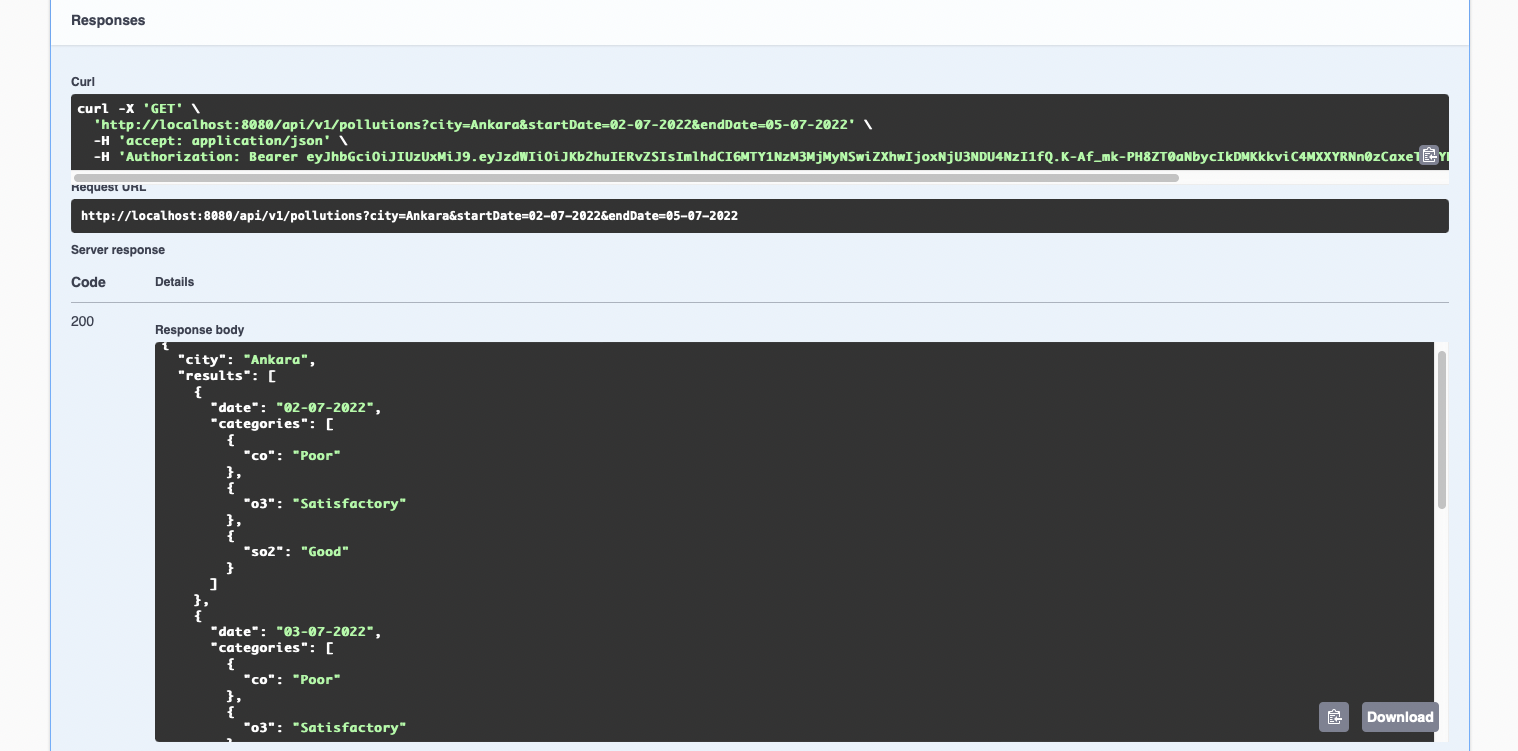 Responses
Curl
curl -X 'GET' \
  'http://localhost:8080/api/v1/pollutions?city=Ankara&startDate=02-07-2022&endDate=05-07-2022' \
  -H 'accept: application/json' \
  -H 'Authorization: Bearer eyJhbGciOiJIUzUxMiJ9.eyJzdWIiOiJKb2huIERvZSIsImlhdCI6MTY1NzM3MjMyNSwiZXhwIjoxNjU3NDU4NzI1fQ.K-Af_mk-PH8ZT0aNbycIkDMKkkviC4MXXYRNn0zCaxeT
Request URL
http://localhost:8080/api/v1/pollutions?city=Ankara&startDate=02-07-2022&endDate=05-07-2022
Server response
Code Details
200
Response body
{
  "city": "Ankara",
  "results": [
    {
      "date": "02-07-2022",
      "categories": [
        {
          "co": "Poor"
        },
        {
          "o3": "Satisfactory"
        },
        {
          "so2": "Good"
        }
      ]
    },
    {
      "date": "03-07-2022",
      "categories": [
        {
          "co": "Poor"
        },
        {
          "o3": "Satisfactory"
Download